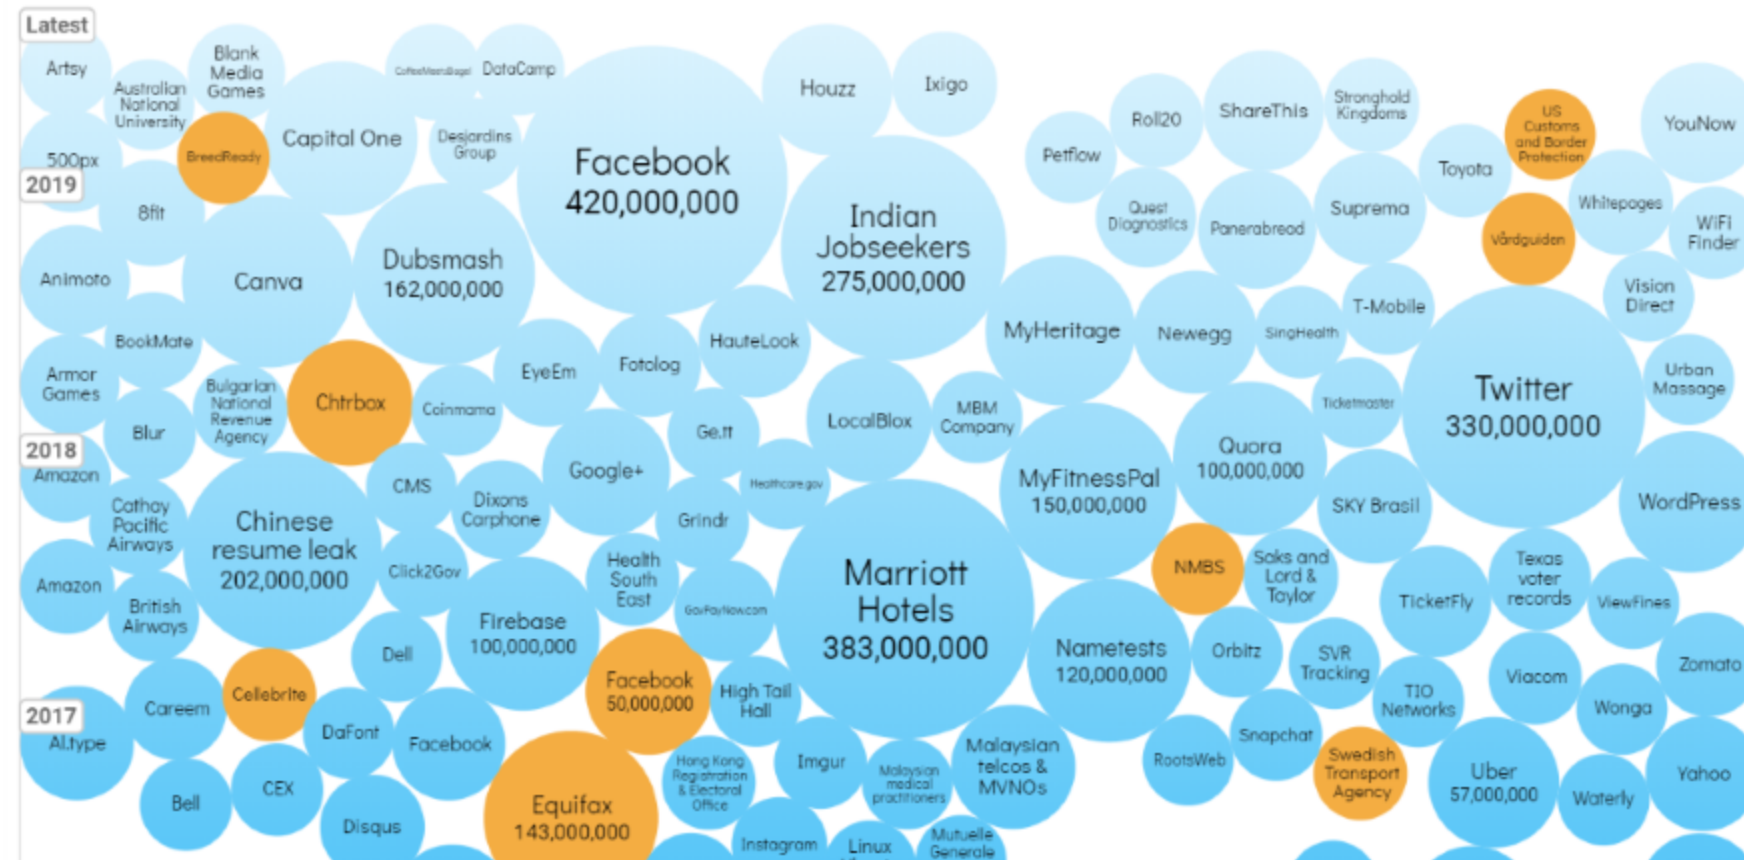 Latest
Artsy
Australian
National
University
Blank
Media
Games
CoffeeMeetsBagel
DataCamp
Houzz
Ixigo
500px
BreedReady
Capital One
Desjardins
Group
Facebook
420,000,000
Petflow
Roll20
ShareThis
Stronghold
Kingdoms
US
Customs
and Border
Protection
YouNow
2019
8fit
Indian
Jobseekers
275,000,000
Quest
Diagnostics
Panerabread
Suprema
Toyota
Vårdguiden
Whitepages
WiFi
Finder
Animoto
Canva
Dubsmash
162,000,000
MyHeritage
Newegg
SingHealth
T-Mobile
Vision
Direct
BookMate
EyeEm
Fotolog
HauteLook
Armor
Games
Bulgarian
National
Revenue
Agency
Chtrbox
Coinmama
Ge.tt
LocalBlox
MBM
Company
Ticketmaster
Twitter
330,000,000
Urban
Massage
Blur
Quora
100,000,000
2018
Amazon
CMS
Google+
Healthcare.gov
MyFitnessPal
150,000,000
SKY Brasil
WordPress
Cathay
Pacific
Airways
Chinese
resume leak
202,000,000
Dixons
Carphone
Grindr
Amazon
Click2Gov
Health
South
East
Marriott
Hotels
383,000,000
NMBS
Saks and
Lord &
Taylor
TicketFly
Texas
voter
records
ViewFines
British
Airways
Firebase
100,000,000
GovPayNow.com
Dell
Nametests
120,000,000
Orbitz
SVR
Tracking
Viacom
Zomato
Cellebrite
Facebook
50,000,000
High Tail
Hall
TIO
Networks
Wonga
2017
AI.type
Careem
DaFont
Facebook
Hong Kong
Registration
& Electoral
Office
Imgur
Malaysian
medical
practitioners
Malaysian
telcos &
MVNOs
RootsWeb
Snapchat
Swedish
Transport
Agency
Uber
57,000,000
Waterly
Yahoo
Bell
CEX
Disqus
Equifax
143,000,000
Instagram
Linux
Mutuelle
Generale